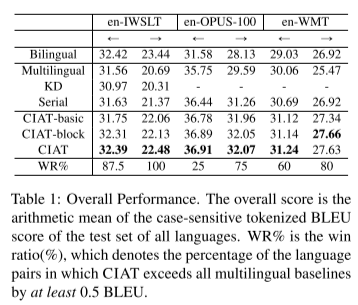 en-IWSLT en-OPUS-100 en-WMT
← → ← → ← →
Bilingual 32.42 23.44 31.58 28.13 29.03 26.92
Multilingual 31.56 20.69 35.75 29.59 30.06 25.47
KD 30.97 20.31 - - - -
Serial 31.63 21.37 36.44 31.26 30.69 26.92
CIAT-basic 31.75 22.06 36.78 31.96 31.12 27.34
CIAT-block 32.31 22.13 36.89 32.05 31.14 27.66
CIAT 32.39 22.48 36.91 32.07 31.24 27.63
WR% 87.5 100 25 75 60 80
Table 1: Overall Performance. The overall score is the
arithmetic mean of the case-sensitive tokenized BLEU
score of the test set of all languages. WR% is the win
ratio(%), which denotes the percentage of the language
pairs in which CIAT exceeds all multilingual baselines
by at least 0.5 BLEU.